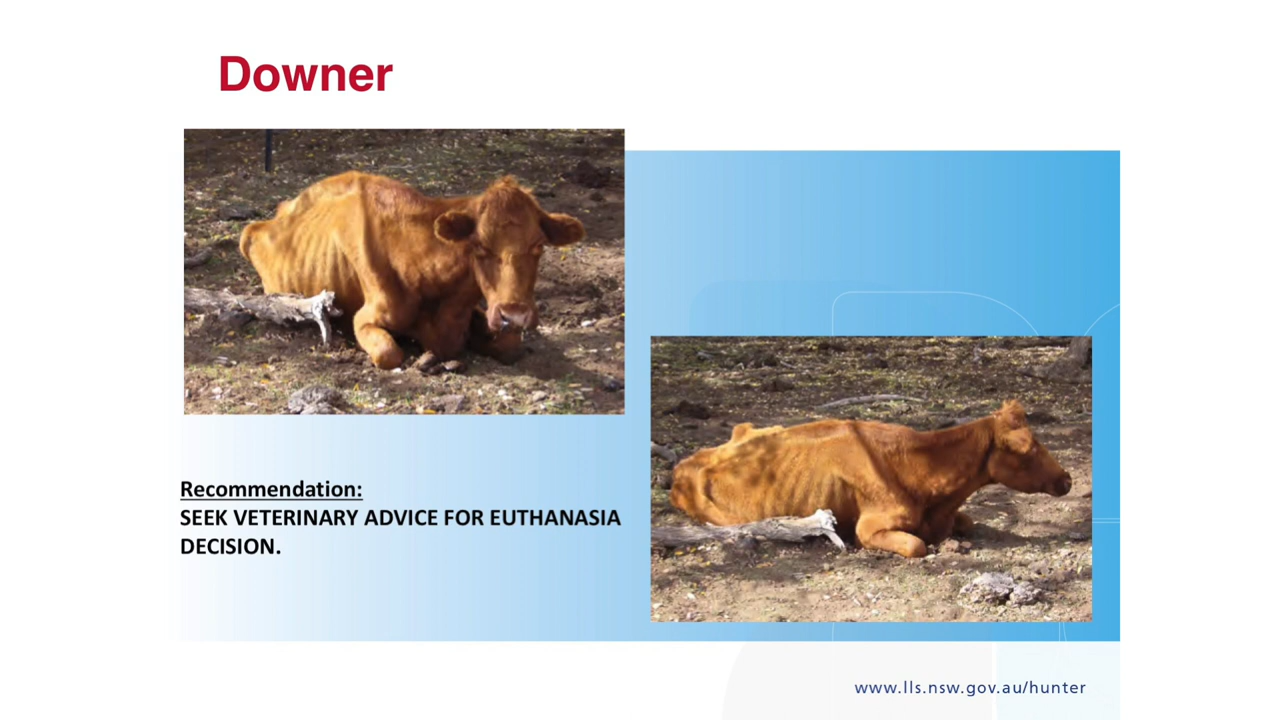 Downer
Recommendation:
SEEK VETERINARY ADVICE FOR EUTHANASIA
DECISION.
www.lls.nsw.gov.au/hunter